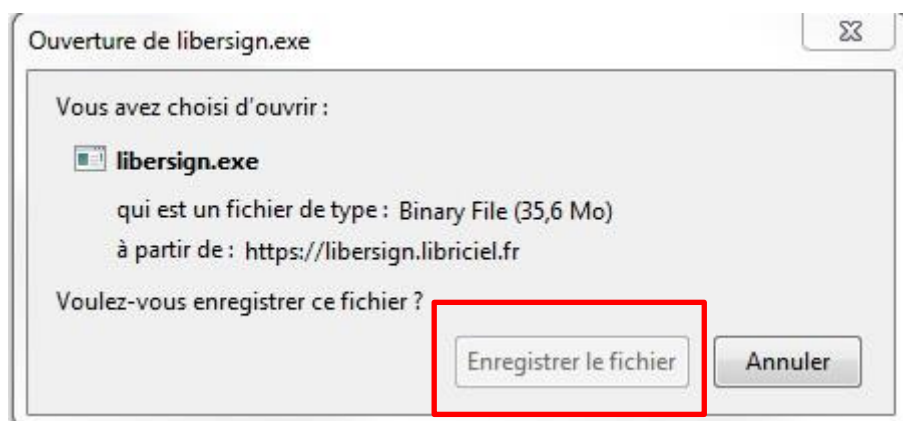 Ouverture de libersign.exe
Vous avez choisi d'ouvrir :
libersign.exe
qui est un fichier de type : Binary File (35,6 Mo)
à partir de : https://libersign.libriciel.fr
Voulez-vous enregistrer ce fichier ?
Enregistrer le fichier Annuler